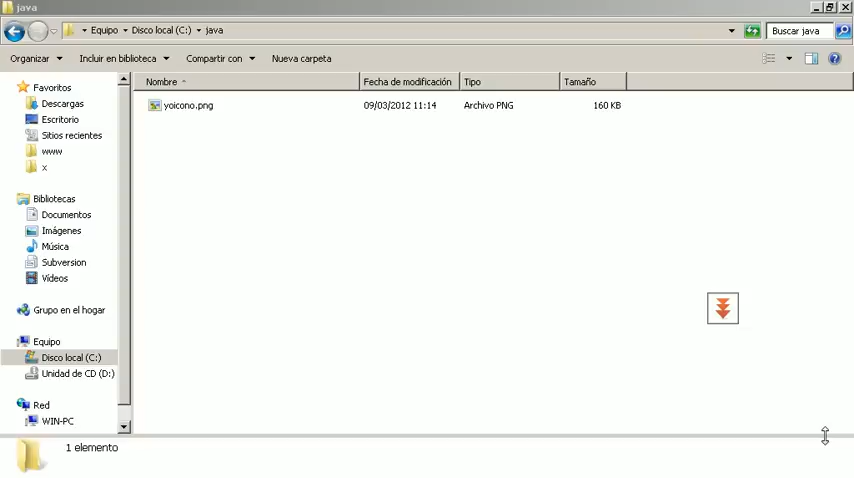 java
Equipo Disco local (C:) java Buscar java
Organizar Incluir en biblioteca Compartir con Nueva carpeta
Nombre Fecha de modificación Tipo Tamaño
yoicono.png 09/03/2012 11:14 Archivo PNG 160 KB
Favoritos
Descargas
Escritorio
Sitios recientes
www
x
Bibliotecas
Documentos
Imágenes
Música
Subversion
Vídeos
Grupo en el hogar
Equipo
Disco local (C:)
Unidad de CD (D:)
Red
WIN-PC
1 elemento